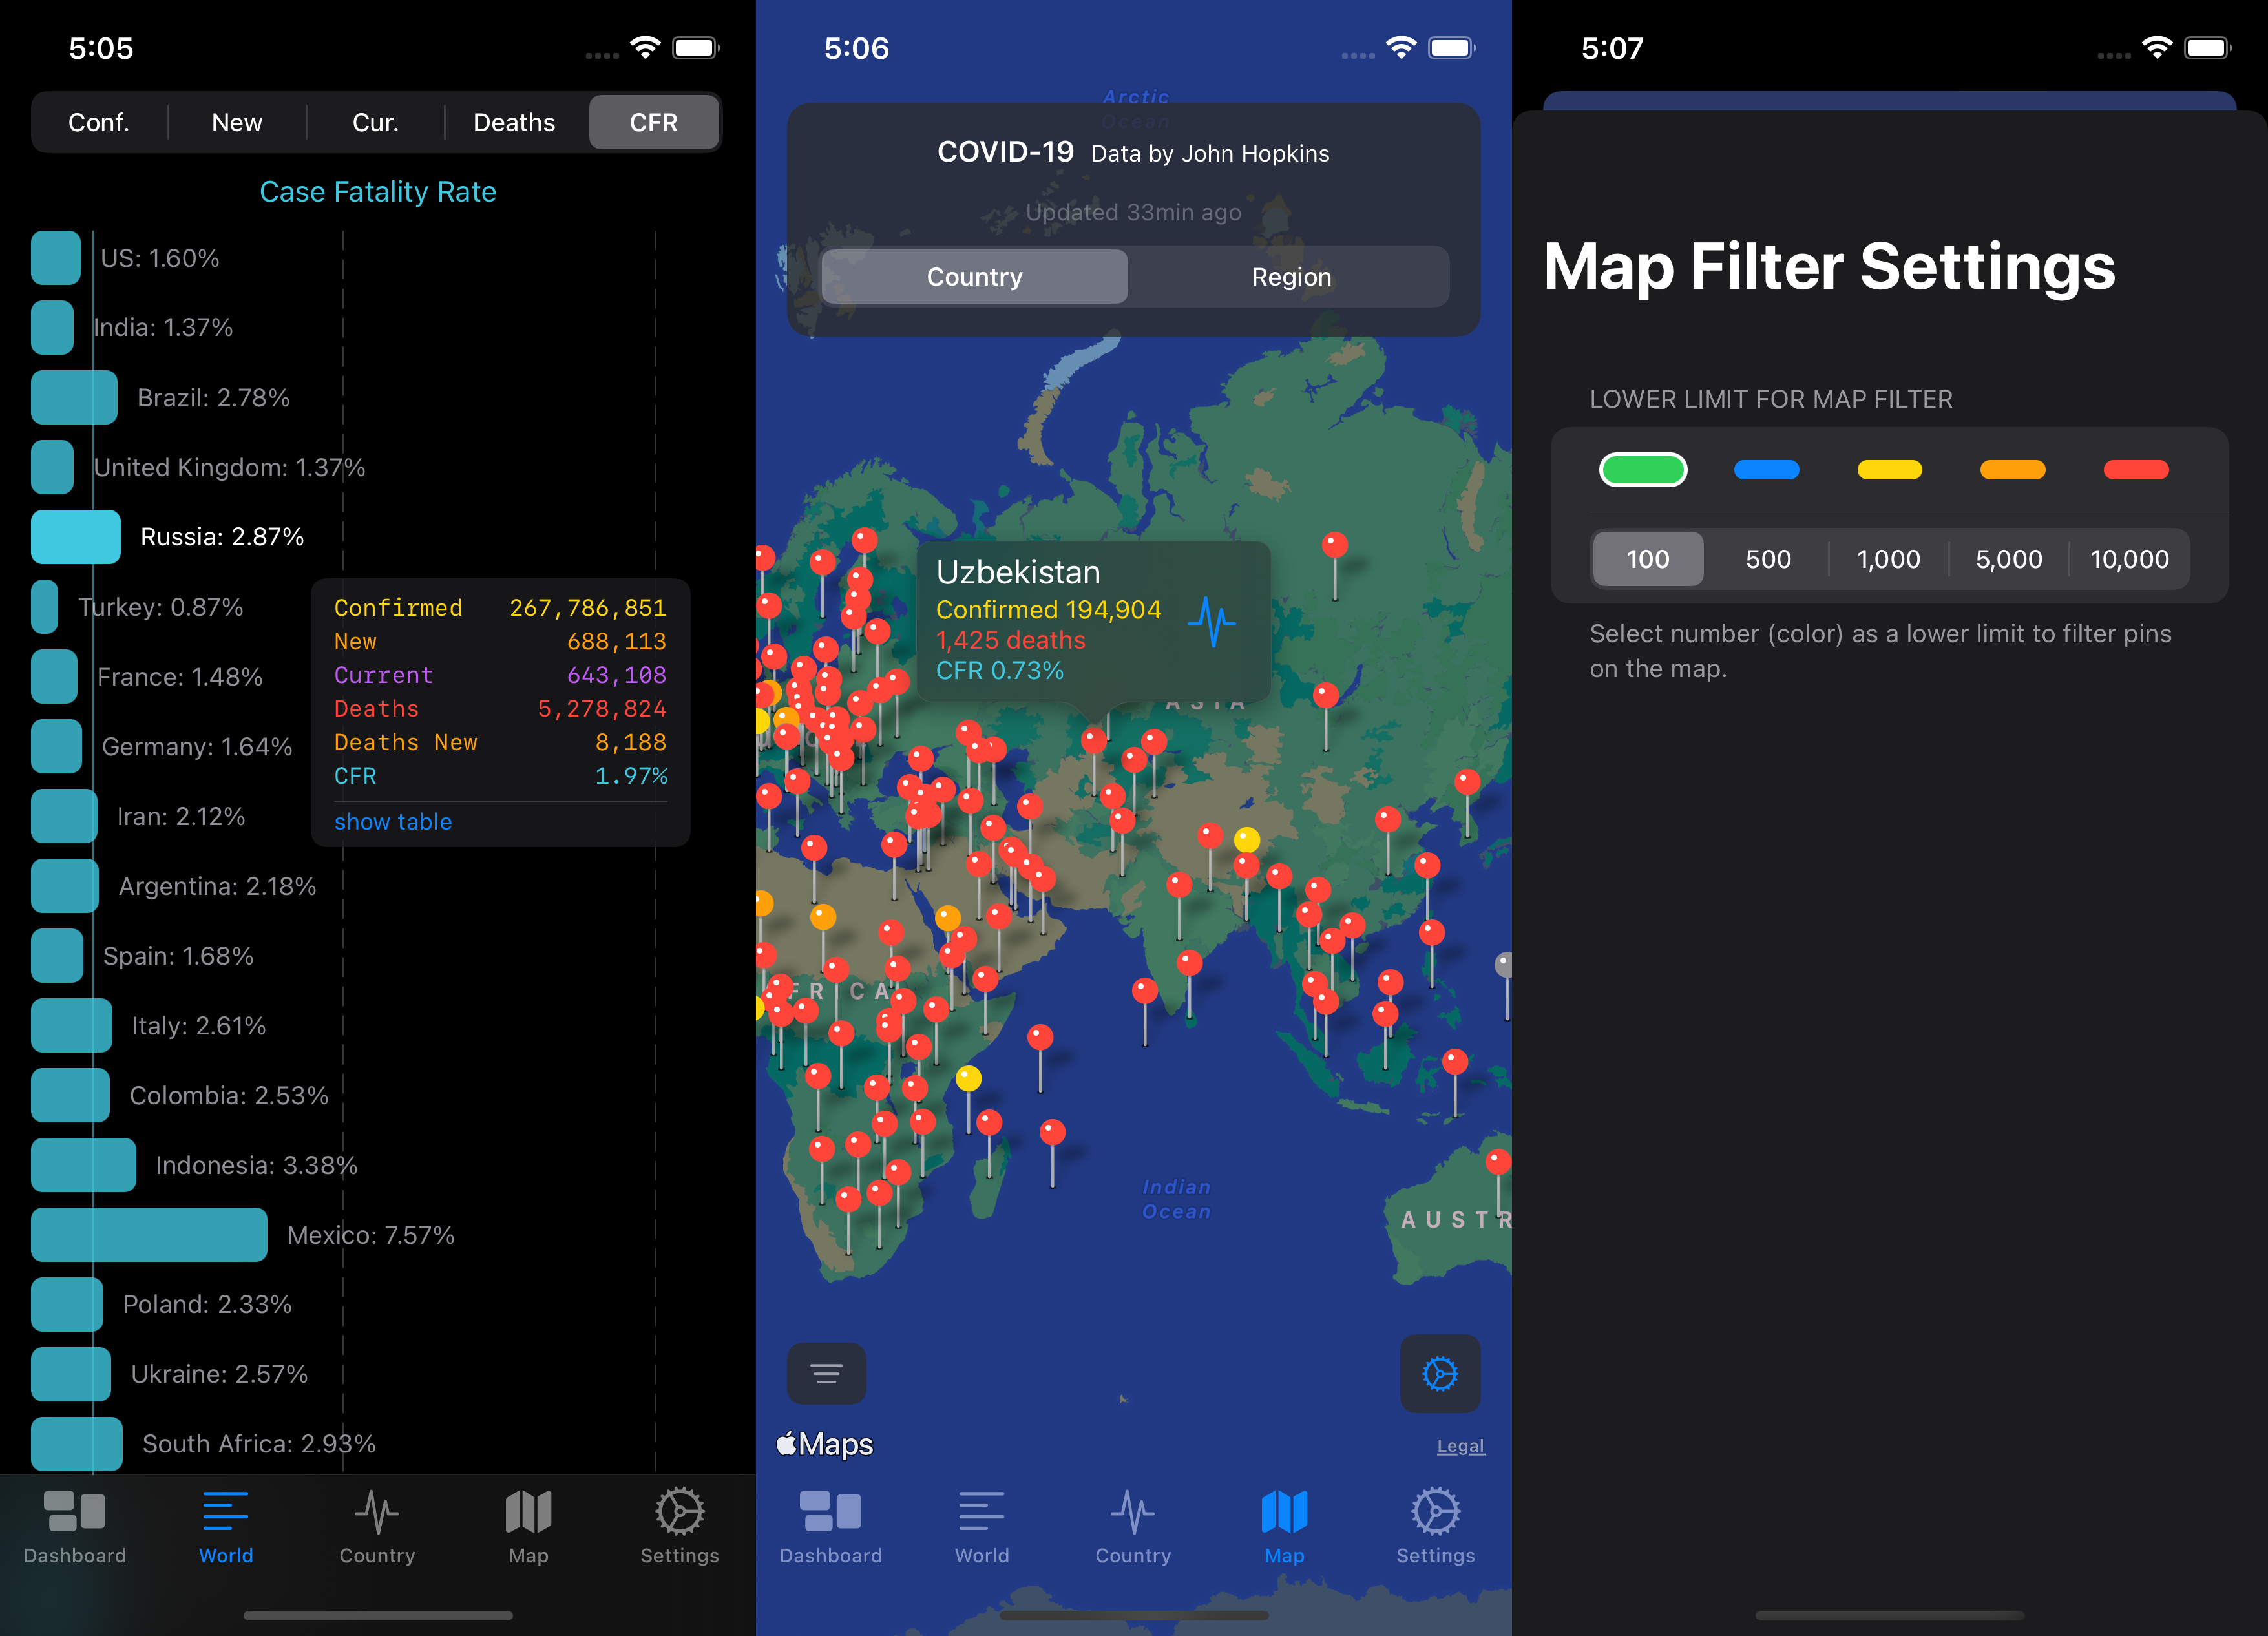 5:05
Conf.
New
Cur.
Deaths
CFR
Case Fatality Rate
US: 1.60%
India: 1.37%
Brazil: 2.78%
United Kingdom: 1.37%
Russia: 2.87%
Turkey: 0.87%
France: 1.48%
Germany: 1.64%
Iran: 2.12%
Argentina: 2.18%
Spain: 1.68%
Italy: 2.61%
Colombia: 2.53%
Indonesia: 3.38%
Mexico: 7.57%
Poland: 2.33%
Ukraine: 2.57%
South Africa: 2.93%
Confirmed 267,786,851
New 688,113
Current 643,108
Deaths 5,278,824
Deaths New 8,188
CFR 1.97%
show table
Dashboard
World
Country
Map
Settings
5:06
Arctic
Ocean
COVID-19 Data by John Hopkins
Updated 33min ago
Country
Region
Uzbekistan
Confirmed 194,904
1,425 deaths
CFR 0.73%
ASIA
FRICA
Indian
Ocean
AUSTR
Maps
Legal
Dashboard
World
Country
Map
Settings
5:07
Map Filter Settings
LOWER LIMIT FOR MAP FILTER
100
500
1,000
5,000
10,000
Select number (color) as a lower limit to filter pins
on the map.